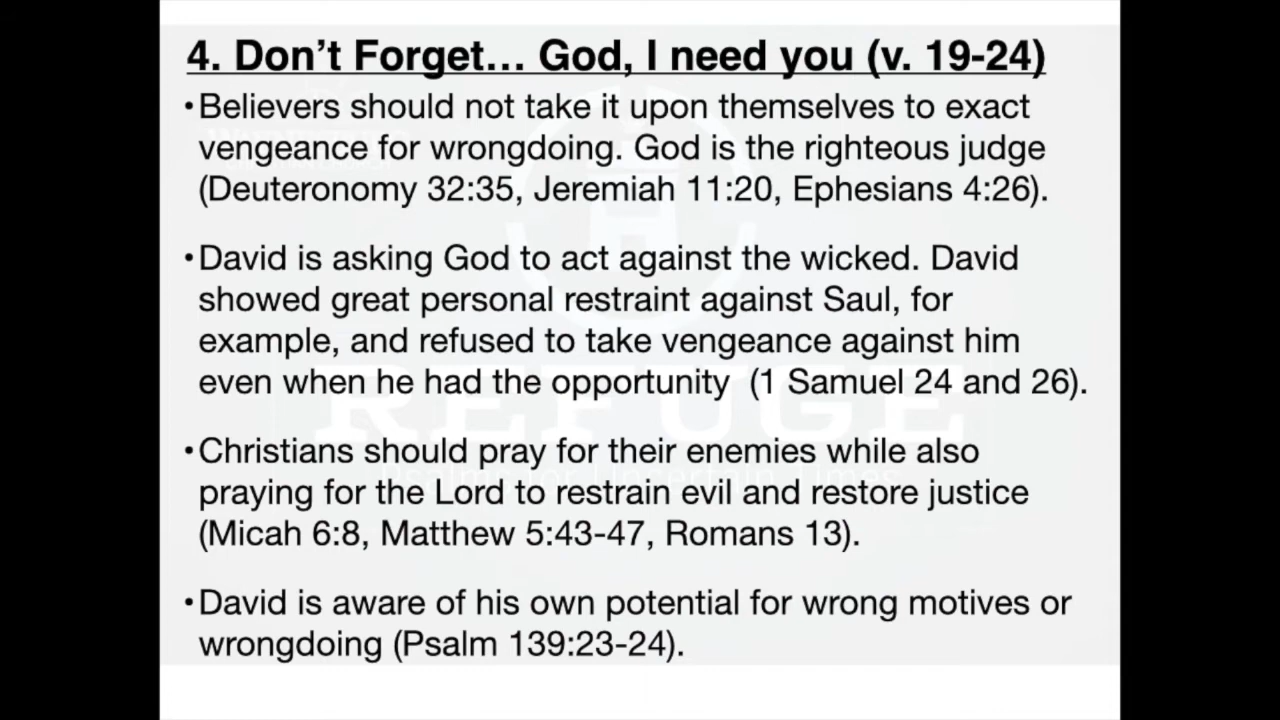 4. Don't Forget… God, I need you (v. 19-24)
•Believers should not take it upon themselves to exact
vengeance for wrongdoing. God is the righteous judge
(Deuteronomy 32:35, Jeremiah 11:20, Ephesians 4:26).
•David is asking God to act against the wicked. David
showed great personal restraint against Saul, for
example, and refused to take vengeance against him
even when he had the opportunity  (1 Samuel 24 and 26).
REFUGE
•Christians should pray for their enemies while also
Psalms for Uncertain Times
praying for the Lord to restrain evil and restore justice
(Micah 6:8, Matthew 5:43-47, Romans 13).
•David is aware of his own potential for wrong motives or
wrongdoing (Psalm 139:23-24).